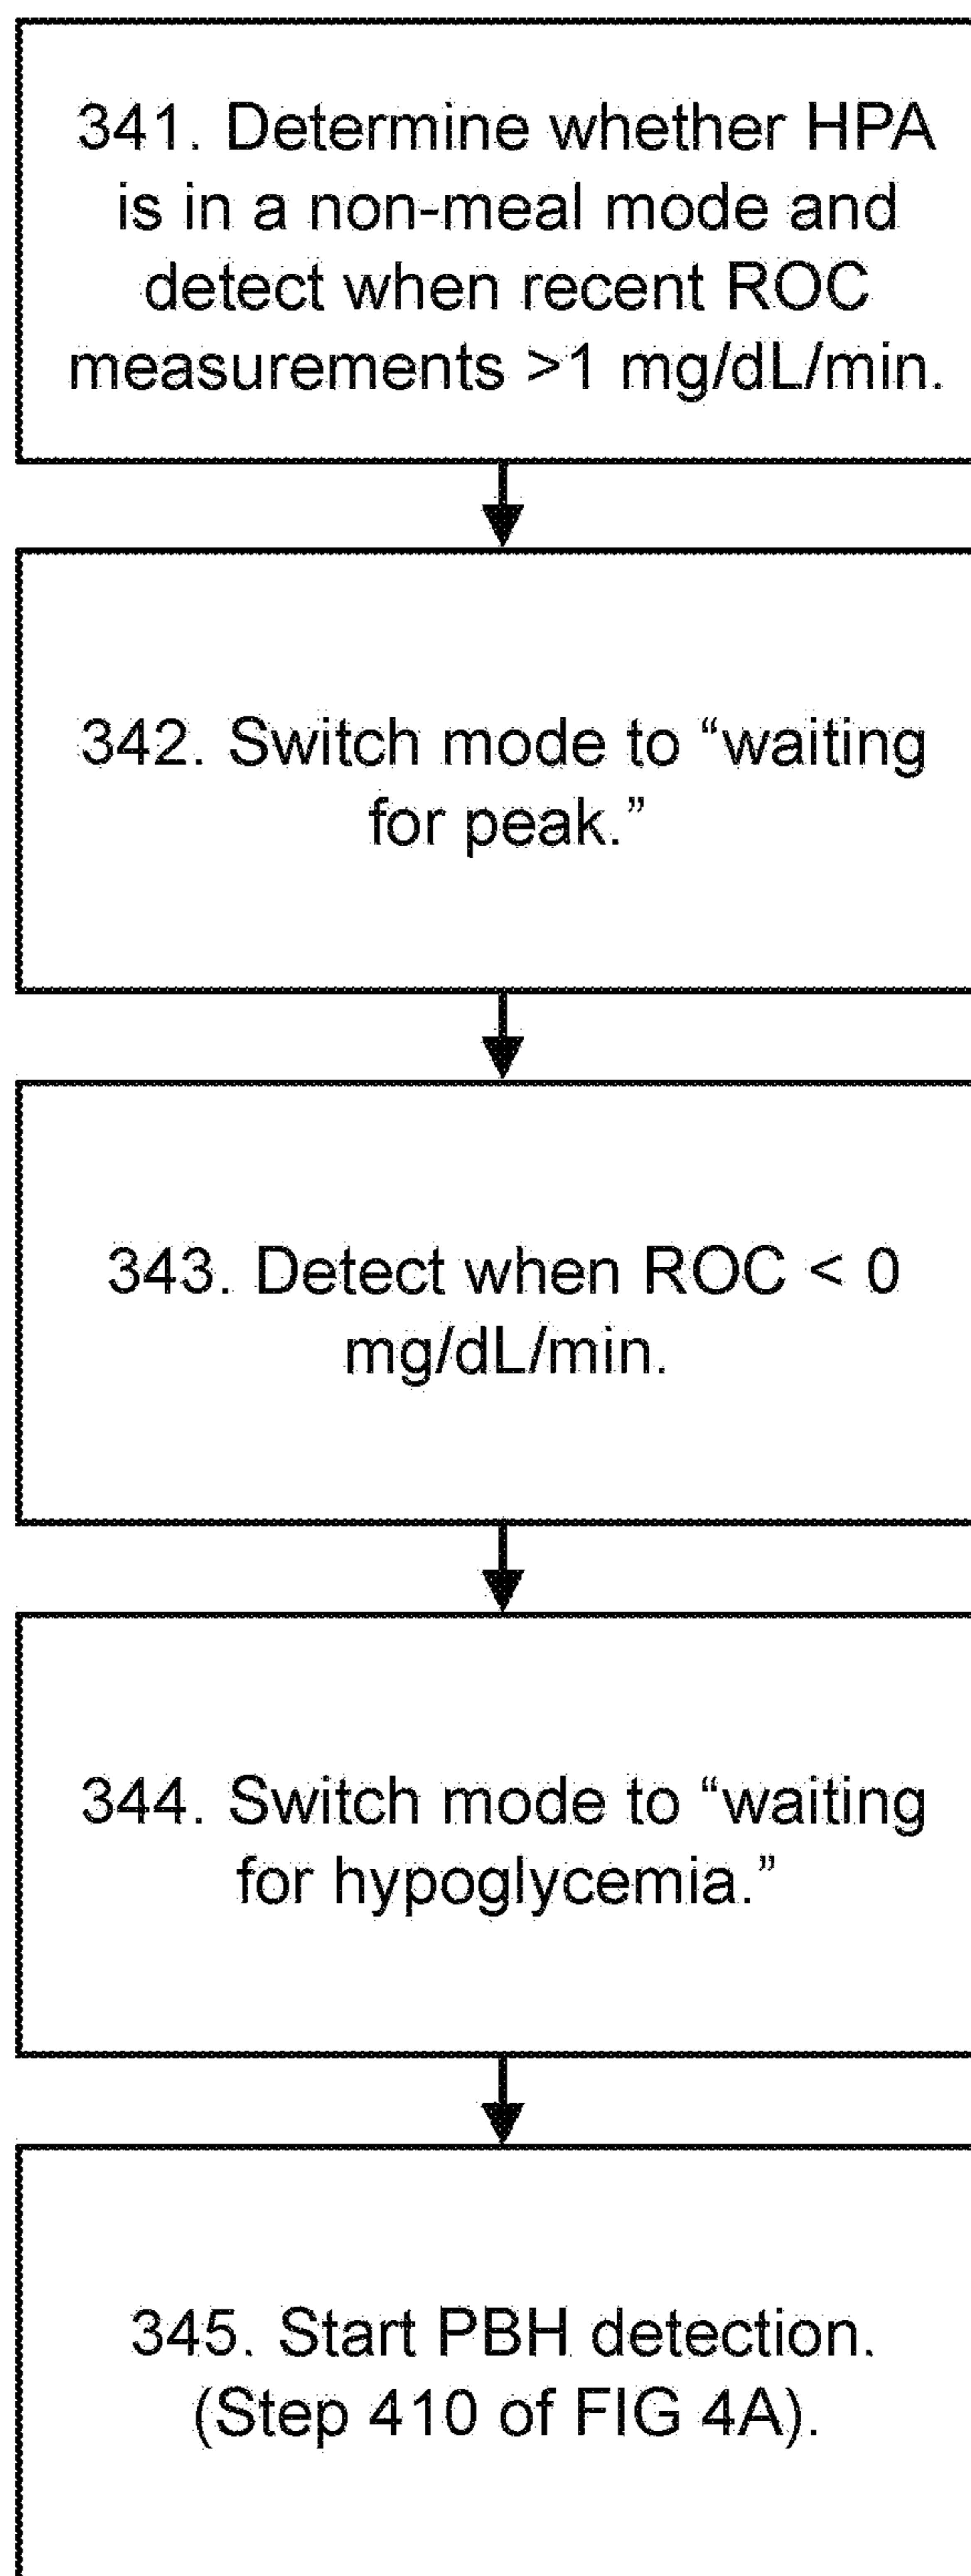 341. Determine whether HPA
is in a non-meal mode and
detect when recent ROC
measurements >1 mg/dL/min.
342. Switch mode to “waiting
for peak.”
343. Detect when ROC < 0
mg/dL/min.
344. Switch mode to “waiting
for hypoglycemia.”
345. Start PBH detection.
(Step 410 of FIG 4A).